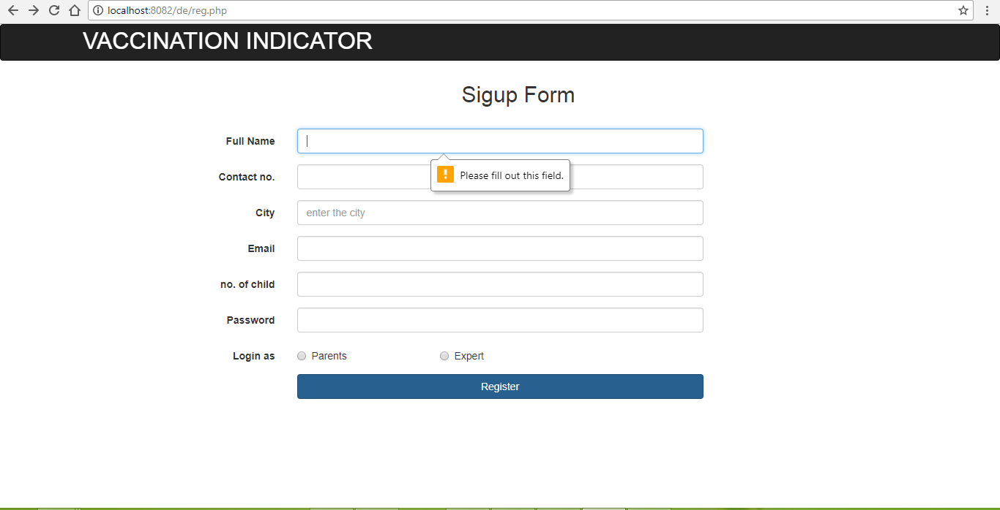 localhost:8082/de/reg.php
VACCINATION INDICATOR
Sigup Form
Full Name
Please fill out this field.
Contact no.
City enter the city
Email
no. of child
Password
Login as Parents Expert
Register